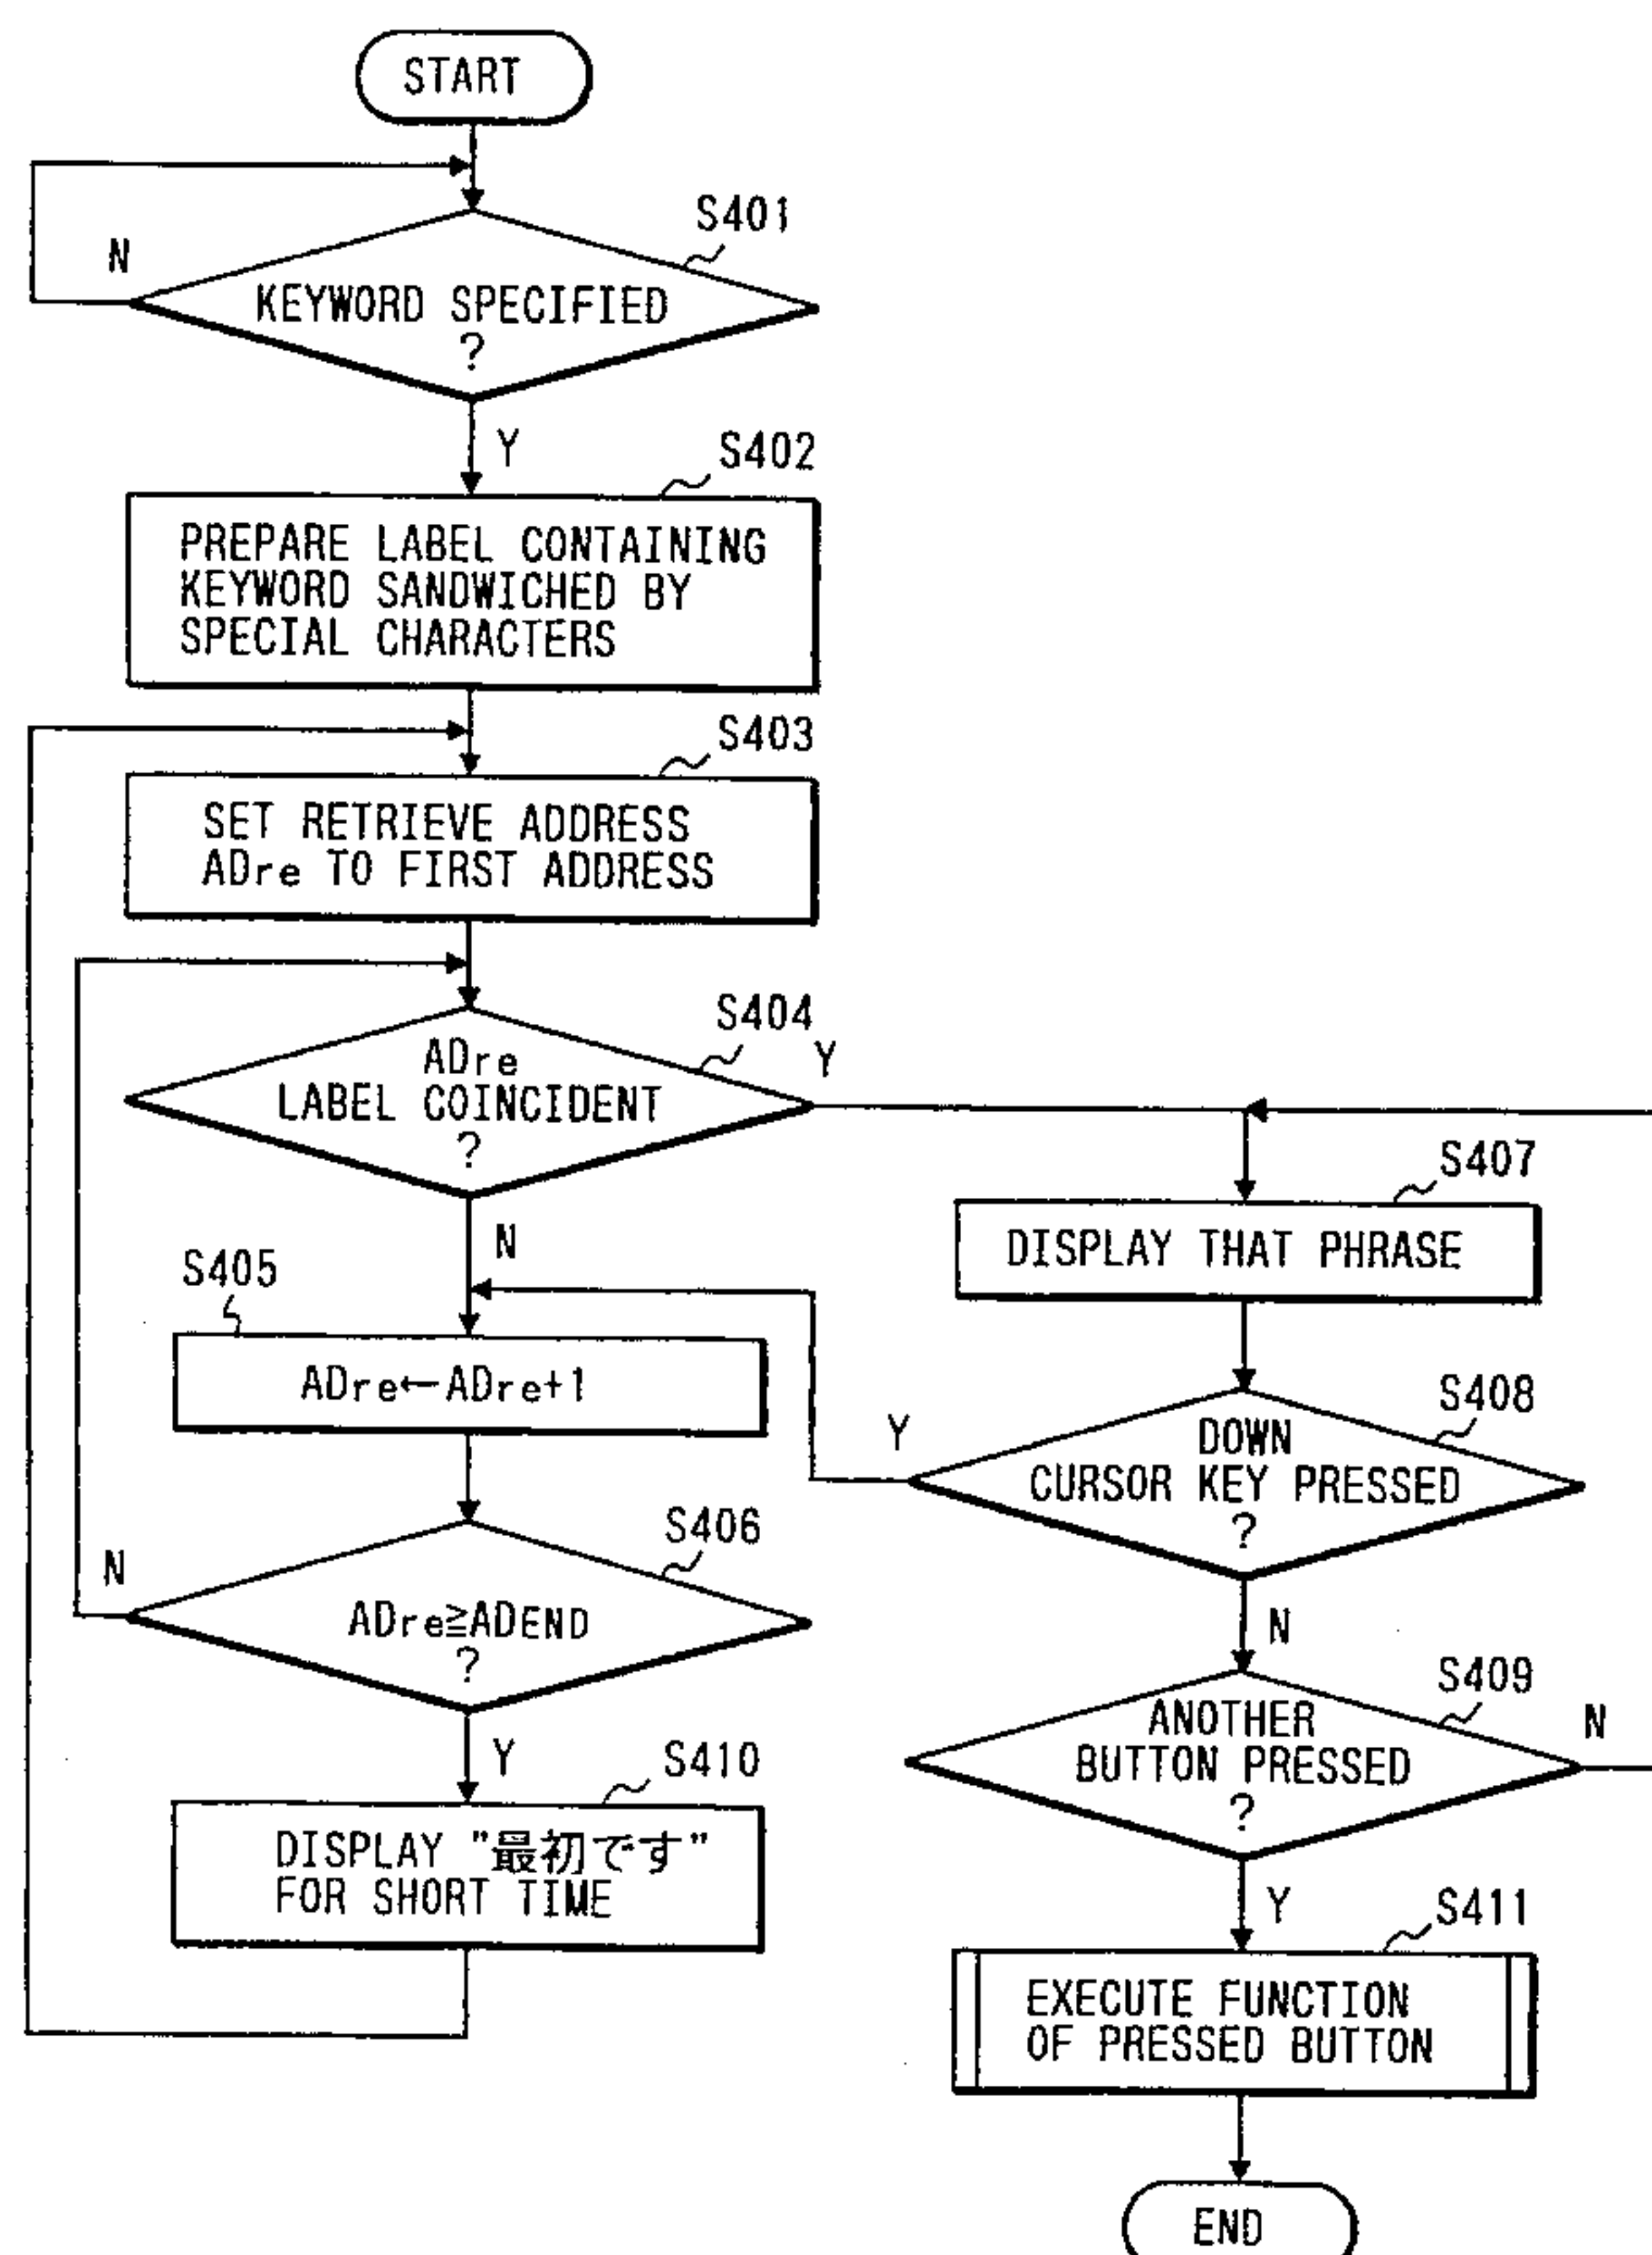 START
S401
N
KEYWORD SPECIFIED
?
Y
S402
PREPARE LABEL CONTAINING
KEYWORD SANDWICHED BY
SPECIAL CHARACTERS
S403
SET RETRIEVE ADDRESS
ADre TO FIRST ADDRESS
S404
Y
ADre
LABEL COINCIDENT
?
N
S405
ADre←ADre+1
S406
N
ADre≧ADEND
?
Y
S410
DISPLAY "最初です"
FOR SHORT TIME
S407
DISPLAY THAT PHRASE
S408
Y
DOWN
CURSOR KEY PRESSED
?
N
S409
N
ANOTHER
BUTTON PRESSED
?
Y
S411
EXECUTE FUNCTION
OF PRESSED BUTTON
END